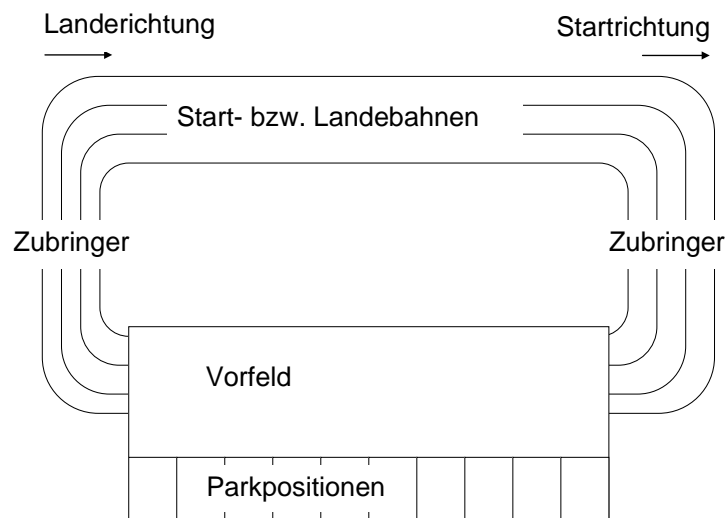 Landerichtung
Startrichtung
Start- bzw. Landebahnen
Zubringer
Zubringer
Vorfeld
Parkpositionen